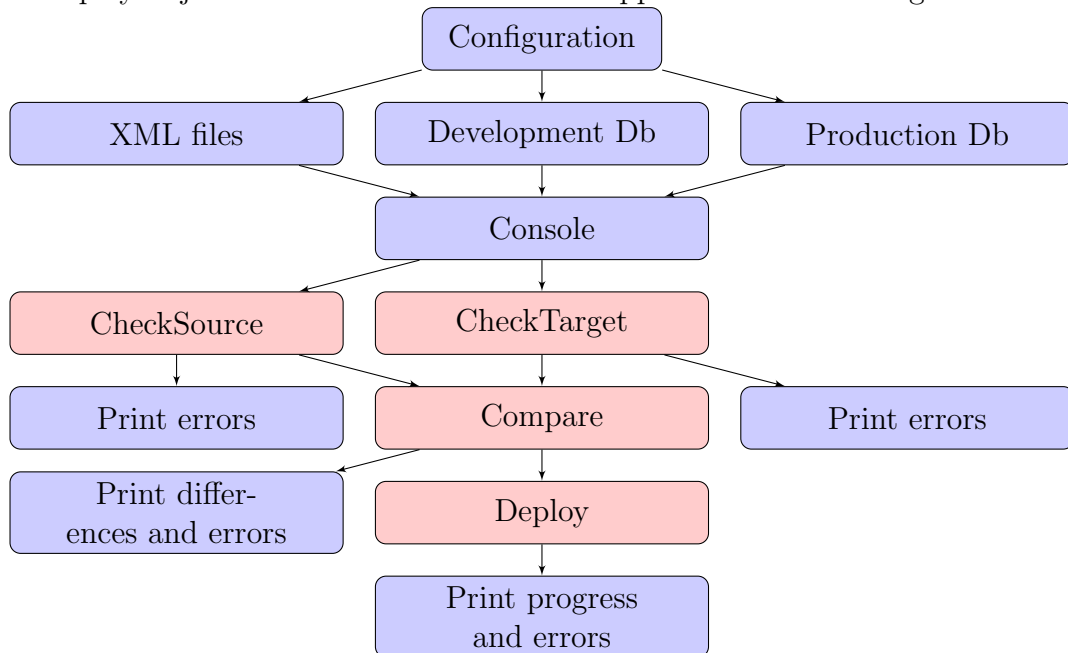 Configuration
XML files
Development Db
Production Db
Console
CheckSource
CheckTarget
Print errors
Compare
Print errors
Print differ-
ences and errors
Deploy
Print progress
and errors